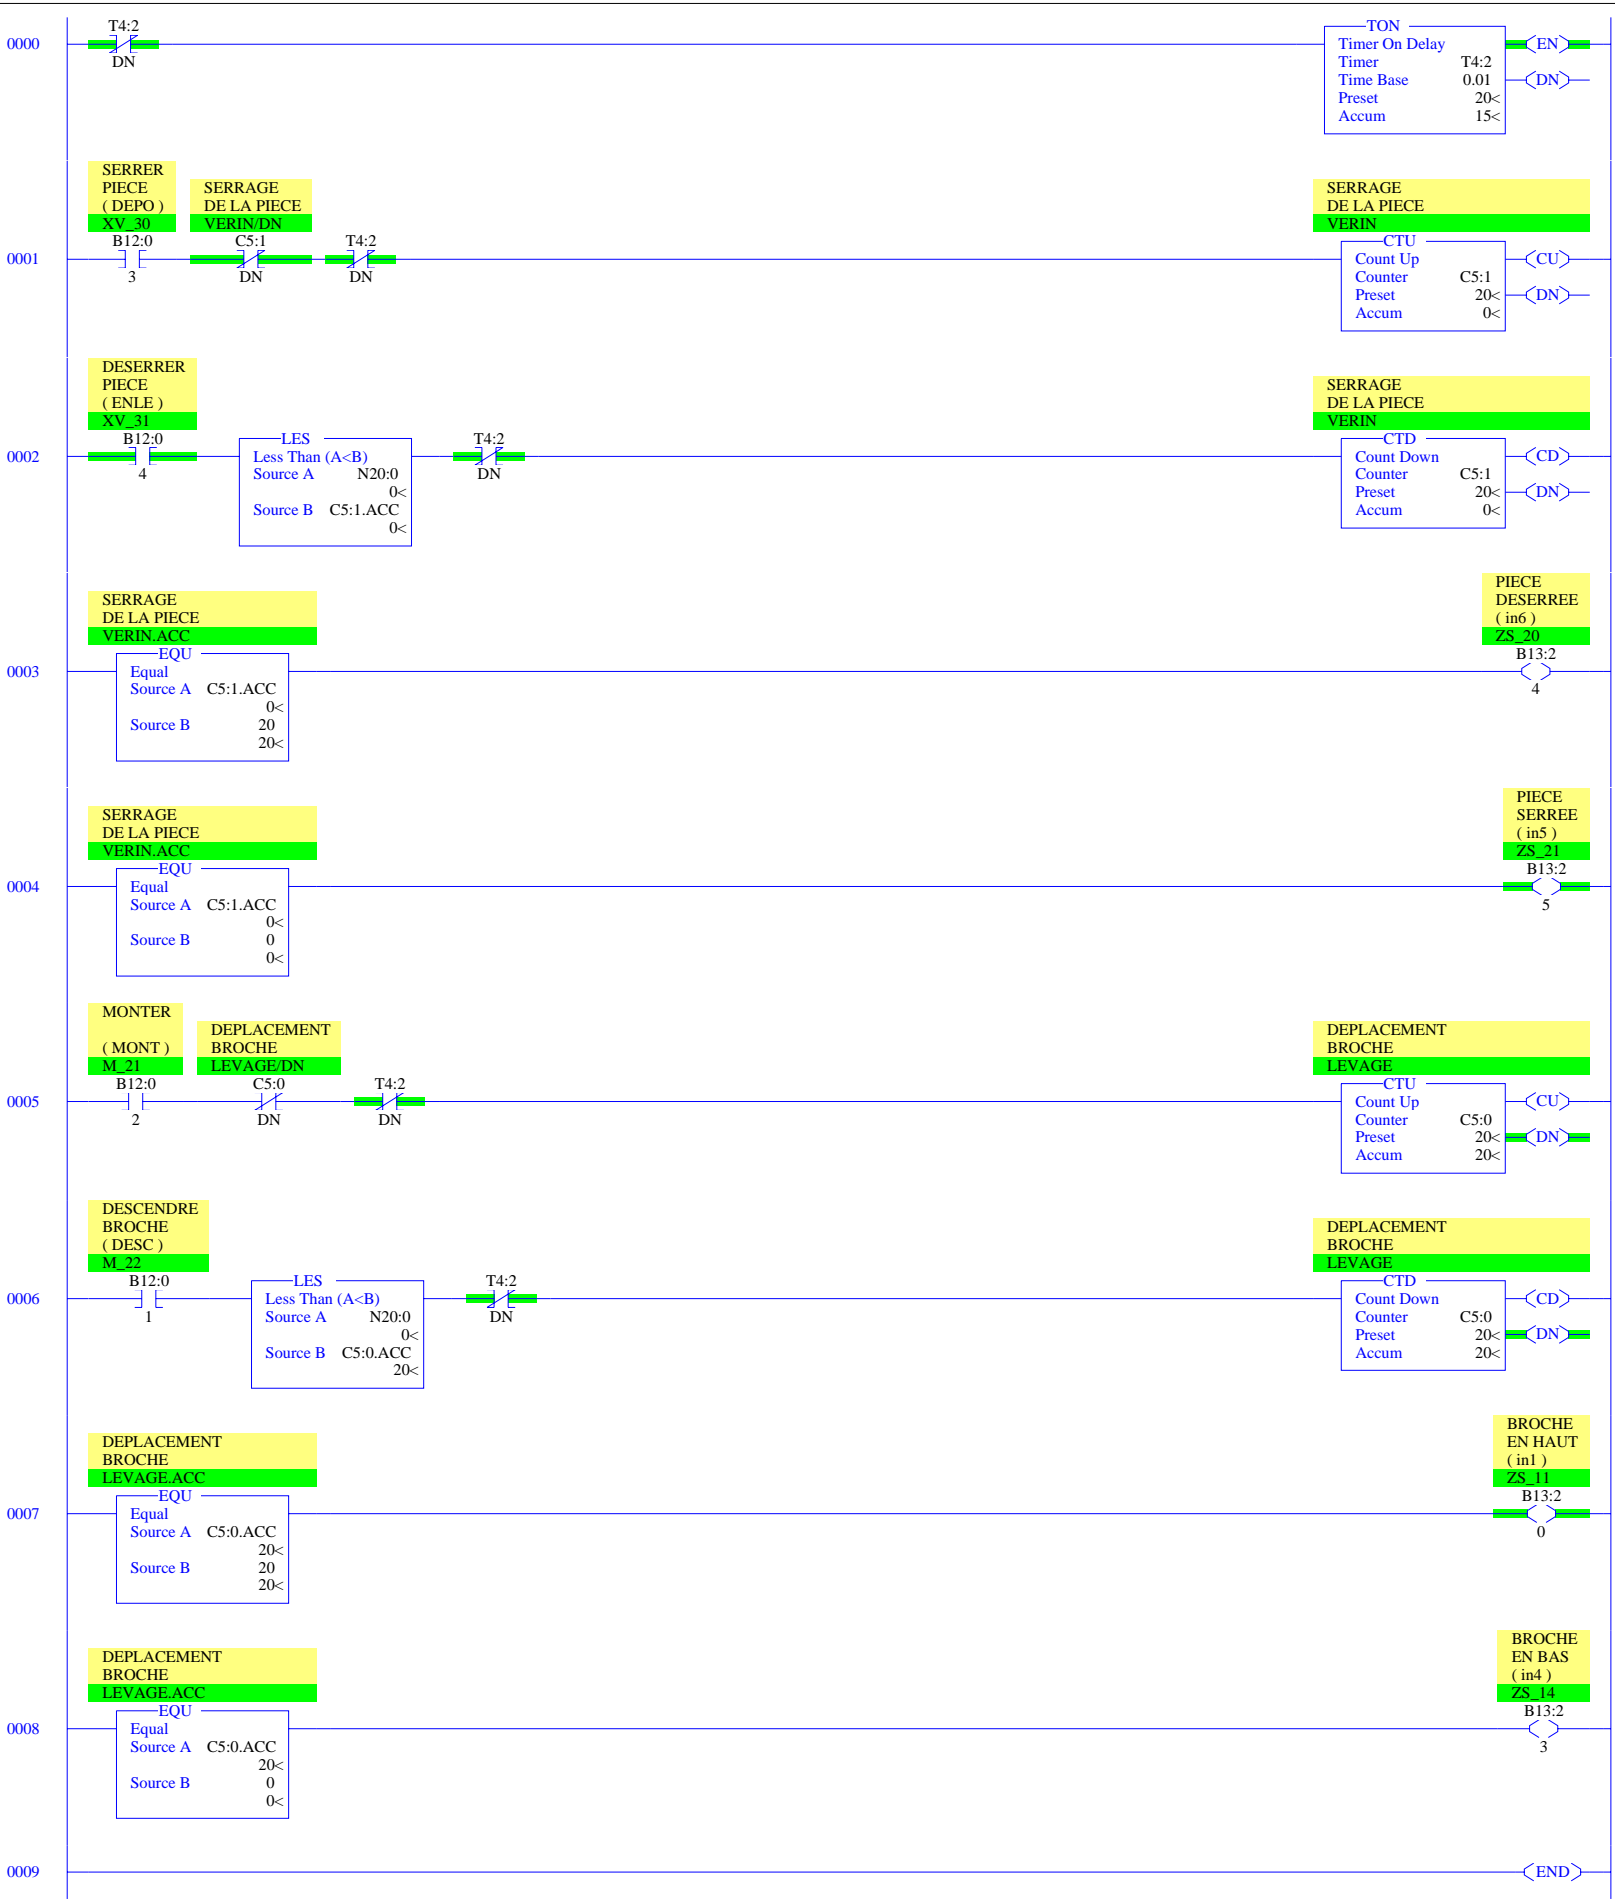 0000
T4:2
DN
TON
Timer On Delay
Timer T4:2
Time Base 0.01
Preset 20<
Accum 15<
EN
DN
0001
SERRER
PIECE
( DEPO )
XV_30
B12:0
3
SERRAGE
DE LA PIECE
VERIN/DN
C5:1
DN
T4:2
DN
SERRAGE
DE LA PIECE
VERIN
CTU
Count Up
Counter C5:1
Preset 20<
Accum 0<
CU
DN
0002
DESERRER
PIECE
( ENLE )
XV_31
B12:0
4
LES
Less Than (A<B)
Source A N20:0
0<
Source B C5:1.ACC
0<
T4:2
DN
SERRAGE
DE LA PIECE
VERIN
CTD
Count Down
Counter C5:1
Preset 20<
Accum 0<
CD
DN
0003
SERRAGE
DE LA PIECE
VERIN.ACC
EQU
Equal
Source A C5:1.ACC
0<
Source B 20
20<
PIECE
DESERREE
( in6 )
ZS_20
B13:2
4
0004
SERRAGE
DE LA PIECE
VERIN.ACC
EQU
Equal
Source A C5:1.ACC
0<
Source B 0
0<
PIECE
SERREE
( in5 )
ZS_21
B13:2
5
0005
MONTER
( MONT )
M_21
B12:0
2
DEPLACEMENT
BROCHE
LEVAGE/DN
C5:0
DN
T4:2
DN
DEPLACEMENT
BROCHE
LEVAGE
CTU
Count Up
Counter C5:0
Preset 20<
Accum 20<
CU
DN
0006
DESCENDRE
BROCHE
( DESC )
M_22
B12:0
1
LES
Less Than (A<B)
Source A N20:0
0<
Source B C5:0.ACC
20<
T4:2
DN
DEPLACEMENT
BROCHE
LEVAGE
CTD
Count Down
Counter C5:0
Preset 20<
Accum 20<
CD
DN
0007
DEPLACEMENT
BROCHE
LEVAGE.ACC
EQU
Equal
Source A C5:0.ACC
20<
Source B 20
20<
BROCHE
EN HAUT
( in1 )
ZS_11
B13:2
0
0008
DEPLACEMENT
BROCHE
LEVAGE.ACC
EQU
Equal
Source A C5:0.ACC
20<
Source B 0
0<
BROCHE
EN BAS
( in4 )
ZS_14
B13:2
3
0009
END